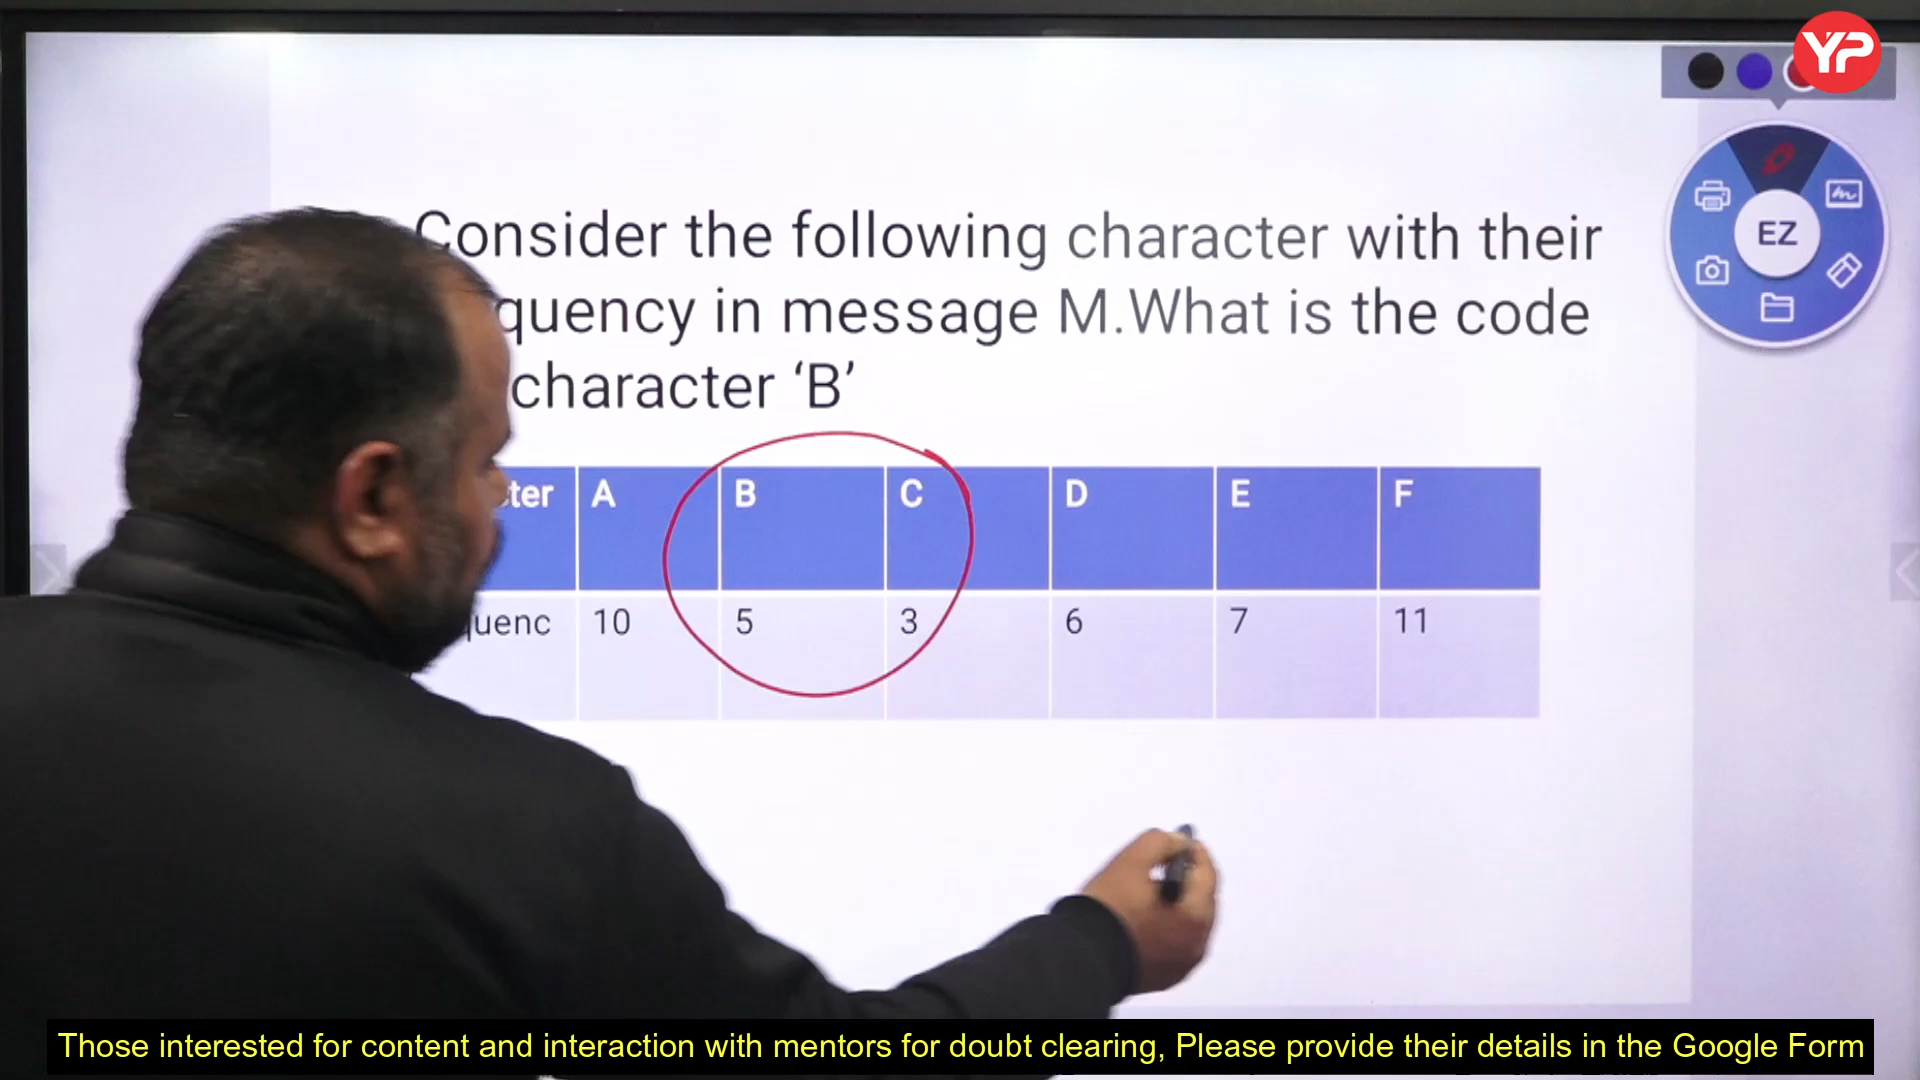 YP
EZ
Consider the following character with their
quency in message M.What is the code
character ‘B’
ter A B C D E F
quenc 10 5 3 6 7 11
Those interested for content and interaction with mentors for doubt clearing, Please provide their details in the Google Form